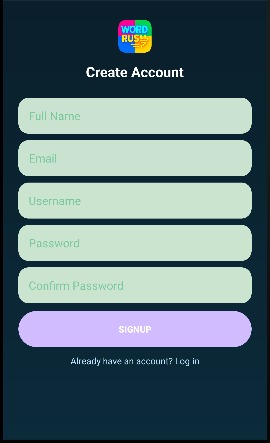 WORD
RUSH
Create Account
Full Name
Email
Username
Password
Confirm Password
SIGNUP
Already have an account? Log in